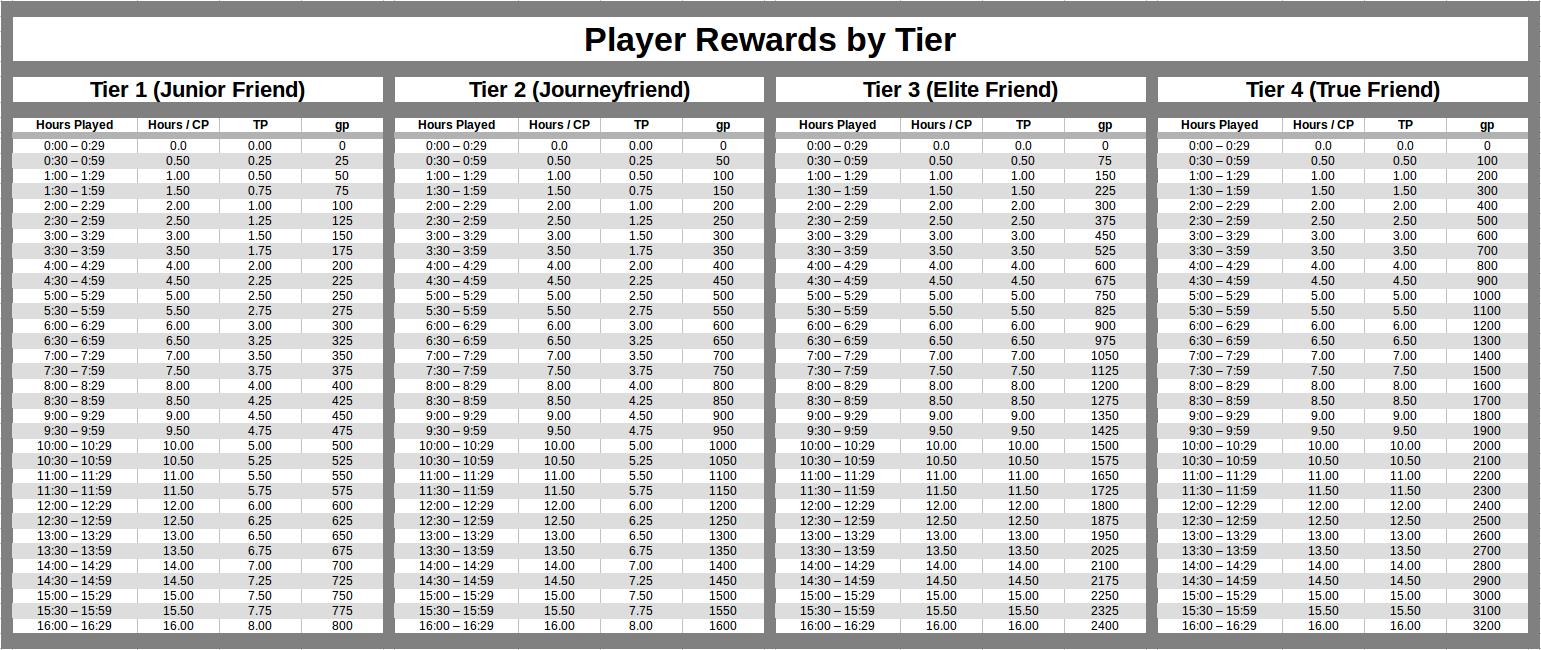 Player Rewards by Tier
Tier 1 (Junior Friend) Tier 2 (Journeyfriend) Tier 3 (Elite Friend) Tier 4 (True Friend)
Hours Played Hours / CP TP gp Hours Played Hours / CP TP gp Hours Played Hours / CP TP gp Hours Played Hours / CP TP gp
0:00 – 0:29 0.0 0.00 0 0:00 – 0:29 0.0 0.00 0 0:00 – 0:29 0.0 0.0 0 0:00 – 0:29 0.0 0.0 0
0:30 – 0:59 0.50 0.25 25 0:30 – 0:59 0.50 0.25 50 0:30 – 0:59 0.50 0.50 75 0:30 – 0:59 0.50 0.50 100
1:00 – 1:29 1.00 0.50 50 1:00 – 1:29 1.00 0.50 100 1:00 – 1:29 1.00 1.00 150 1:00 – 1:29 1.00 1.00 200
1:30 – 1:59 1.50 0.75 75 1:30 – 1:59 1.50 0.75 150 1:30 – 1:59 1.50 1.50 225 1:30 – 1:59 1.50 1.50 300
2:00 – 2:29 2.00 1.00 100 2:00 – 2:29 2.00 1.00 200 2:00 – 2:29 2.00 2.00 300 2:00 – 2:29 2.00 2.00 400
2:30 – 2:59 2.50 1.25 125 2:30 – 2:59 2.50 1.25 250 2:30 – 2:59 2.50 2.50 375 2:30 – 2:59 2.50 2.50 500
3:00 – 3:29 3.00 1.50 150 3:00 – 3:29 3.00 1.50 300 3:00 – 3:29 3.00 3.00 450 3:00 – 3:29 3.00 3.00 600
3:30 – 3:59 3.50 1.75 175 3:30 – 3:59 3.50 1.75 350 3:30 – 3:59 3.50 3.50 525 3:30 – 3:59 3.50 3.50 700
4:00 – 4:29 4.00 2.00 200 4:00 – 4:29 4.00 2.00 400 4:00 – 4:29 4.00 4.00 600 4:00 – 4:29 4.00 4.00 800
4:30 – 4:59 4.50 2.25 225 4:30 – 4:59 4.50 2.25 450 4:30 – 4:59 4.50 4.50 675 4:30 – 4:59 4.50 4.50 900
5:00 – 5:29 5.00 2.50 250 5:00 – 5:29 5.00 2.50 500 5:00 – 5:29 5.00 5.00 750 5:00 – 5:29 5.00 5.00 1000
5:30 – 5:59 5.50 2.75 275 5:30 – 5:59 5.50 2.75 550 5:30 – 5:59 5.50 5.50 825 5:30 – 5:59 5.50 5.50 1100
6:00 – 6:29 6.00 3.00 300 6:00 – 6:29 6.00 3.00 600 6:00 – 6:29 6.00 6.00 900 6:00 – 6:29 6.00 6.00 1200
6:30 – 6:59 6.50 3.25 325 6:30 – 6:59 6.50 3.25 650 6:30 – 6:59 6.50 6.50 975 6:30 – 6:59 6.50 6.50 1300
7:00 – 7:29 7.00 3.50 350 7:00 – 7:29 7.00 3.50 700 7:00 – 7:29 7.00 7.00 1050 7:00 – 7:29 7.00 7.00 1400
7:30 – 7:59 7.50 3.75 375 7:30 – 7:59 7.50 3.75 750 7:30 – 7:59 7.50 7.50 1125 7:30 – 7:59 7.50 7.50 1500
8:00 – 8:29 8.00 4.00 400 8:00 – 8:29 8.00 4.00 800 8:00 – 8:29 8.00 8.00 1200 8:00 – 8:29 8.00 8.00 1600
8:30 – 8:59 8.50 4.25 425 8:30 – 8:59 8.50 4.25 850 8:30 – 8:59 8.50 8.50 1275 8:30 – 8:59 8.50 8.50 1700
9:00 – 9:29 9.00 4.50 450 9:00 – 9:29 9.00 4.50 900 9:00 – 9:29 9.00 9.00 1350 9:00 – 9:29 9.00 9.00 1800
9:30 – 9:59 9.50 4.75 475 9:30 – 9:59 9.50 4.75 950 9:30 – 9:59 9.50 9.50 1425 9:30 – 9:59 9.50 9.50 1900
10:00 – 10:29 10.00 5.00 500 10:00 – 10:29 10.00 5.00 1000 10:00 – 10:29 10.00 10.00 1500 10:00 – 10:29 10.00 10.00 2000
10:30 – 10:59 10.50 5.25 525 10:30 – 10:59 10.50 5.25 1050 10:30 – 10:59 10.50 10.50 1575 10:30 – 10:59 10.50 10.50 2100
11:00 – 11:29 11.00 5.50 550 11:00 – 11:29 11.00 5.50 1100 11:00 – 11:29 11.00 11.00 1650 11:00 – 11:29 11.00 11.00 2200
11:30 – 11:59 11.50 5.75 575 11:30 – 11:59 11.50 5.75 1150 11:30 – 11:59 11.50 11.50 1725 11:30 – 11:59 11.50 11.50 2300
12:00 – 12:29 12.00 6.00 600 12:00 – 12:29 12.00 6.00 1200 12:00 – 12:29 12.00 12.00 1800 12:00 – 12:29 12.00 12.00 2400
12:30 – 12:59 12.50 6.25 625 12:30 – 12:59 12.50 6.25 1250 12:30 – 12:59 12.50 12.50 1875 12:30 – 12:59 12.50 12.50 2500
13:00 – 13:29 13.00 6.50 650 13:00 – 13:29 13.00 6.50 1300 13:00 – 13:29 13.00 13.00 1950 13:00 – 13:29 13.00 13.00 2600
13:30 – 13:59 13.50 6.75 675 13:30 – 13:59 13.50 6.75 1350 13:30 – 13:59 13.50 13.50 2025 13:30 – 13:59 13.50 13.50 2700
14:00 – 14:29 14.00 7.00 700 14:00 – 14:29 14.00 7.00 1400 14:00 – 14:29 14.00 14.00 2100 14:00 – 14:29 14.00 14.00 2800
14:30 – 14:59 14.50 7.25 725 14:30 – 14:59 14.50 7.25 1450 14:30 – 14:59 14.50 14.50 2175 14:30 – 14:59 14.50 14.50 2900
15:00 – 15:29 15.00 7.50 750 15:00 – 15:29 15.00 7.50 1500 15:00 – 15:29 15.00 15.00 2250 15:00 – 15:29 15.00 15.00 3000
15:30 – 15:59 15.50 7.75 775 15:30 – 15:59 15.50 7.75 1550 15:30 – 15:59 15.50 15.50 2325 15:30 – 15:59 15.50 15.50 3100
16:00 – 16:29 16.00 8.00 800 16:00 – 16:29 16.00 8.00 1600 16:00 – 16:29 16.00 16.00 2400 16:00 – 16:29 16.00 16.00 3200